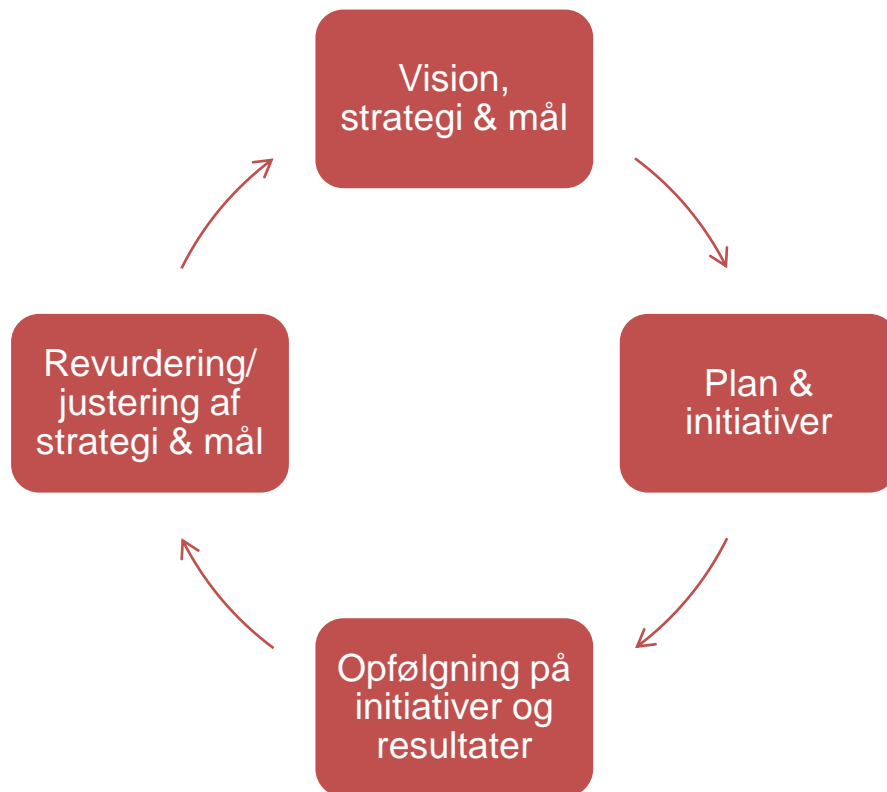 Vision,
strategi & mål
Plan &
initiativer
Opfølgning på
initiativer og
resultater
Revurdering/
justering af
strategi & mål